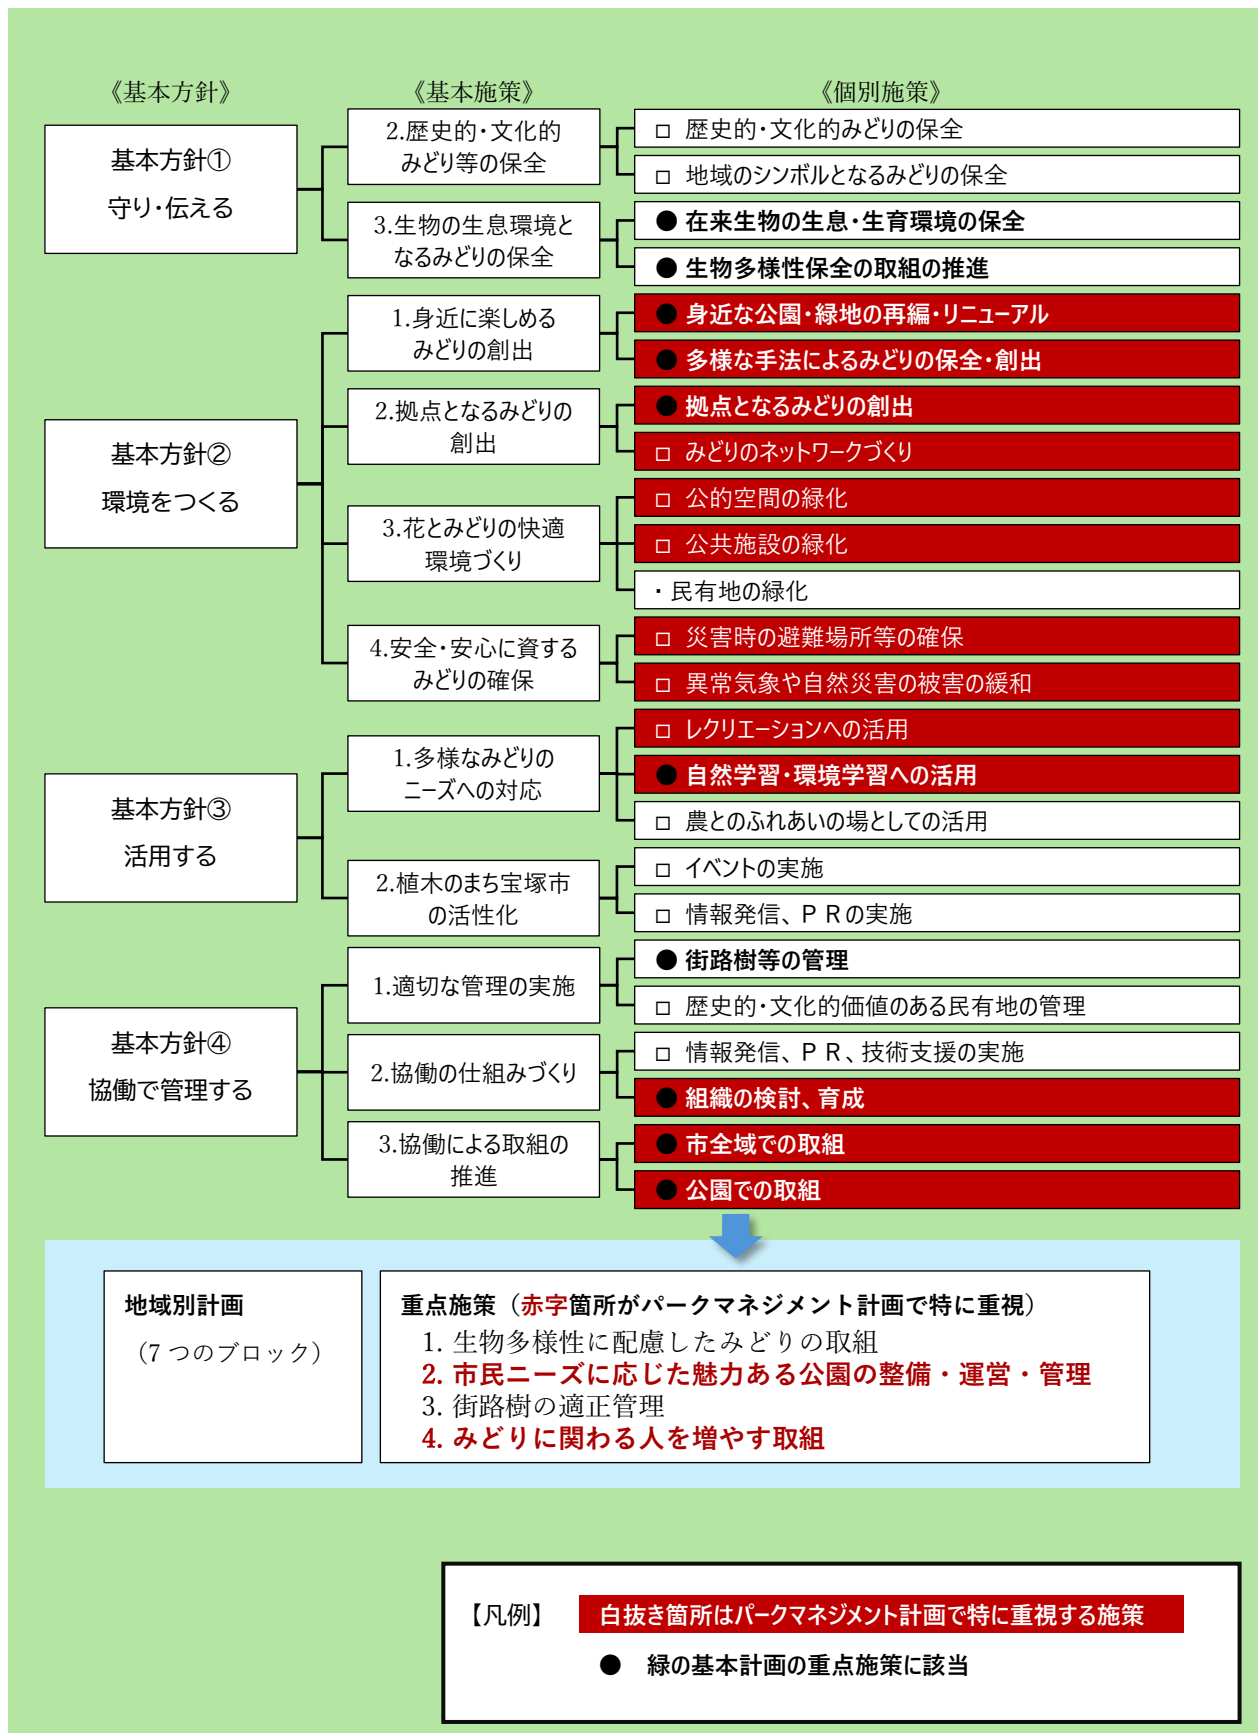 《基本方針》
《基本施策》
《個別施策》
基本方針①
守り・伝える
2.歴史的・文化的
みどり等の保全
□ 歴史的・文化的みどりの保全
□ 地域のシンボルとなるみどりの保全
3.生物の生息環境と
なるみどりの保全
● 在来生物の生息・生育環境の保全
● 生物多様性保全の取組の推進
基本方針②
環境をつくる
1.身近に楽しめる
みどりの創出
● 身近な公園・緑地の再編・リニューアル
● 多様な手法によるみどりの保全・創出
2.拠点となるみどりの
創出
● 拠点となるみどりの創出
□ みどりのネットワークづくり
3.花とみどりの快適
環境づくり
□ 公的空間の緑化
□ 公共施設の緑化
・民有地の緑化
4.安全・安心に資する
みどりの確保
□ 災害時の避難場所等の確保
□ 異常気象や自然災害の被害の緩和
基本方針③
活用する
1.多様なみどりの
ニーズへの対応
□ レクリエーションへの活用
● 自然学習・環境学習への活用
□ 農とのふれあいの場としての活用
2.植木のまち宝塚市
の活性化
□ イベントの実施
□ 情報発信、ＰＲの実施
基本方針④
協働で管理する
1.適切な管理の実施
● 街路樹等の管理
□ 歴史的・文化的価値のある民有地の管理
2.協働の仕組みづくり
□ 情報発信、ＰＲ、技術支援の実施
● 組織の検討、育成
3.協働による取組の
推進
● 市全域での取組
● 公園での取組
地域別計画
（7 つのブロック）
重点施策（赤字箇所がパークマネジメント計画で特に重視）
1. 生物多様性に配慮したみどりの取組
2. 市民ニーズに応じた魅力ある公園の整備・運営・管理
3. 街路樹の適正管理
4. みどりに関わる人を増やす取組
【凡例】 白抜き箇所はパークマネジメント計画で特に重視する施策
● 緑の基本計画の重点施策に該当